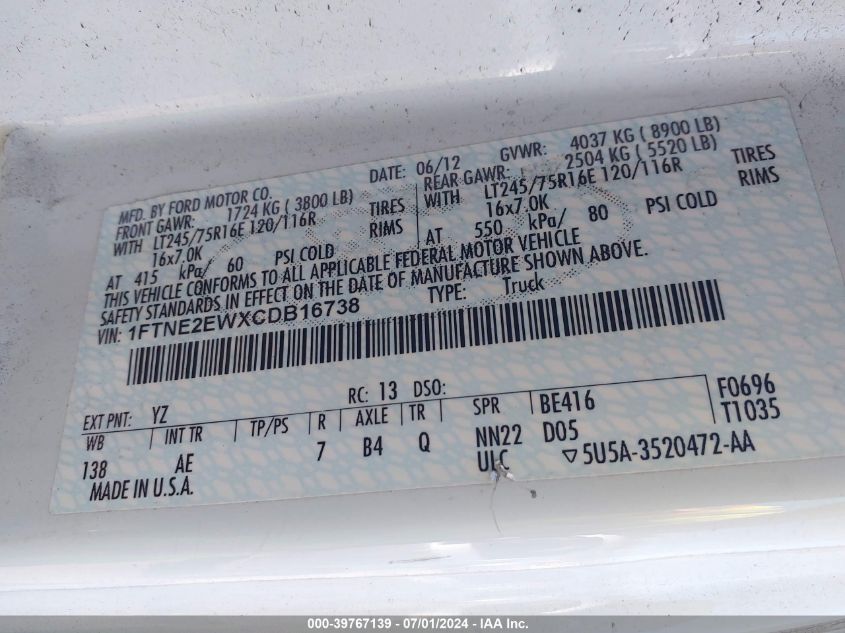 MFD. BY FORD MOTOR CO. DATE: 06/12 GVWR: 4037 KG ( 8900 LB)
FRONT GAWR: 1724 KG ( 3800 LB) REAR GAWR: 2504 KG ( 5520 LB)
WITH LT245/75R16E 120/116R TIRES WITH LT245/75R16E 120/116R TIRES
16x7.0K RIMS 16x7.0K RIMS
AT 415 kPa/ 60 PSI COLD AT 550 kPa/ 80 PSI COLD
THIS VEHICLE CONFORMS TO ALL APPLICABLE FEDERAL MOTOR VEHICLE
SAFETY STANDARDS IN EFFECT ON THE DATE OF MANUFACTURE SHOWN ABOVE.
VIN: 1FTNE2EWXCDB16738 TYPE: Truck
EXT PNT: YZ RC: 13 DSO:
WB INT TR TP/PS R AXLE TR SPR BE416 F0696
138 AE 7 B4 Q NN22 D05 T1035
MADE IN U.S.A. ULC ▽5U5A-3520472-AA
000-39767139 - 07/01/2024 - IAA Inc.